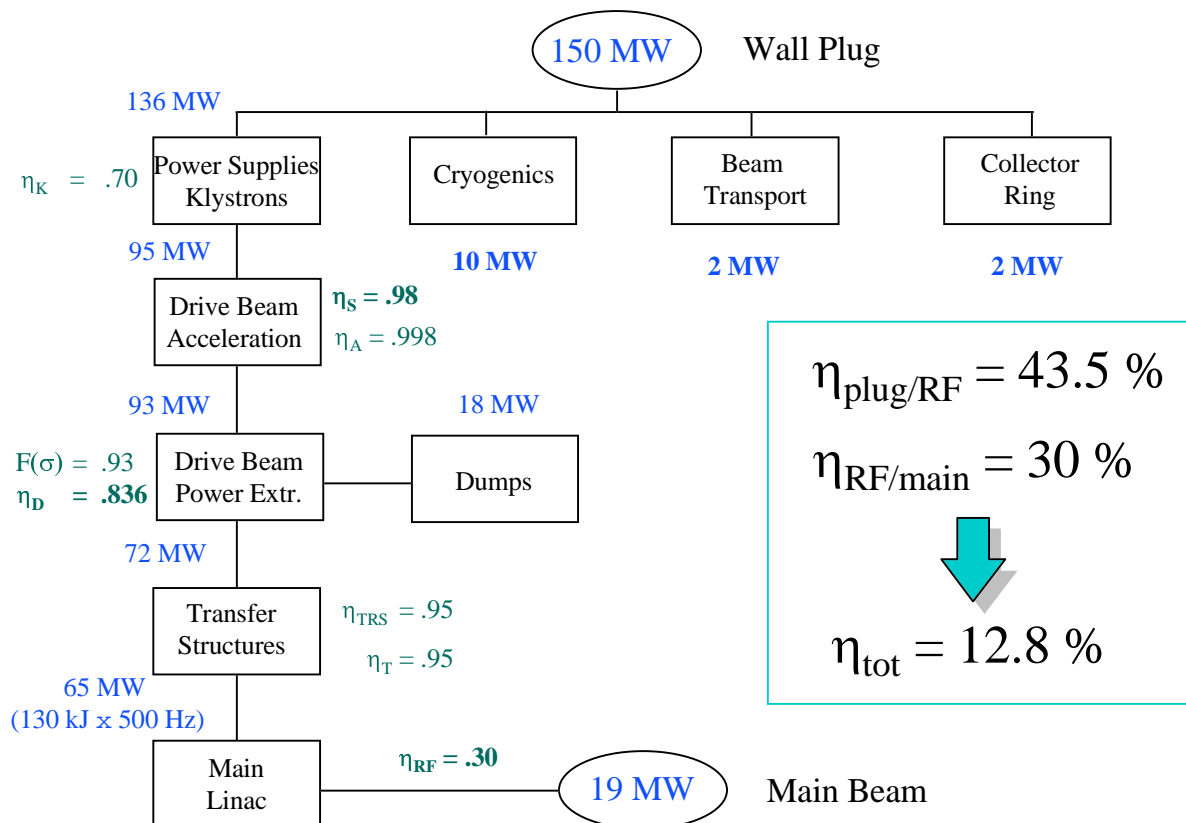 150 MW
Wall Plug
136 MW
Power Supplies
Klystrons
ηK = .70
Cryogenics
Beam
Transport
Collector
Ring
95 MW
10 MW
2 MW
2 MW
Drive Beam
Acceleration
ηS = .98
ηA = .998
93 MW
18 MW
F(σ) = .93
ηD = .836
Drive Beam
Power Extr.
Dumps
72 MW
Transfer
Structures
ηTRS = .95
ηT = .95
65 MW
(130 kJ x 500 Hz)
Main
Linac
ηRF = .30
19 MW
Main Beam
ηplug/RF = 43.5 %
ηRF/main = 30 %
ηtot = 12.8 %